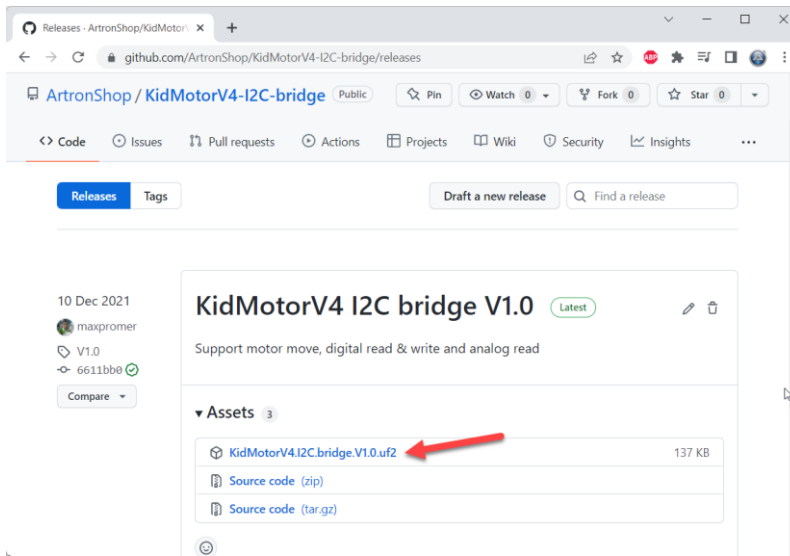 Releases · ArtronShop/KidMotorV
github.com/ArtronShop/KidMotorV4-I2C-bridge/releases
ABP
ArtronShop / KidMotorV4-I2C-bridge Public Pin Watch 0 Fork 0 Star 0
<> Code Issues Pull requests Actions Projects Wiki Security Insights ...
Releases Tags Draft a new release Find a release
10 Dec 2021
maxpromer
V1.0
6611bb0
Compare
KidMotorV4 I2C bridge V1.0 Latest
Support motor move, digital read & write and analog read
Assets 3
KidMotorV4.I2C.bridge.V1.0.uf2 137 KB
Source code (zip)
Source code (tar.gz)